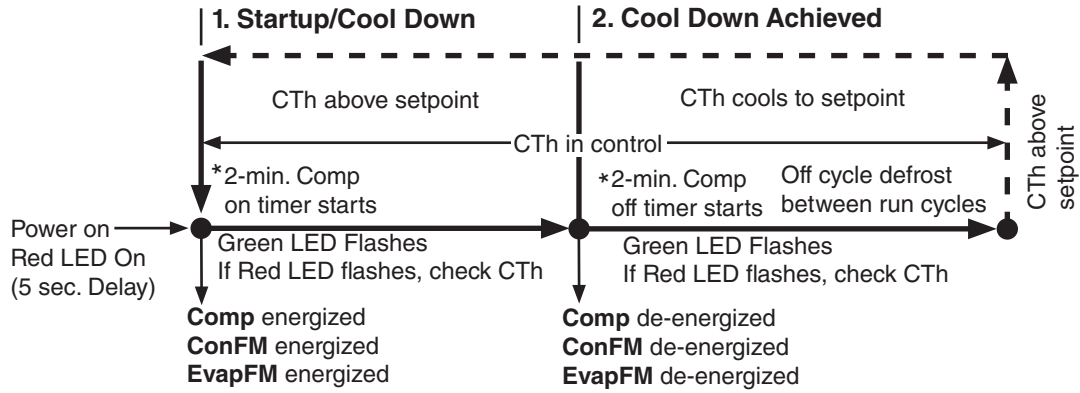 1. Startup/Cool Down
2. Cool Down Achieved
CTh above setpoint
CTh cools to setpoint
CTh in control
CTh above
setpoint
*2-min. Comp
on timer starts
*2-min. Comp
off timer starts
Off cycle defrost
between run cycles
Power on
Red LED On
(5 sec. Delay)
Green LED Flashes
If Red LED flashes, check CTh
Green LED Flashes
If Red LED flashes, check CTh
Comp energized
ConFM energized
EvapFM energized
Comp de-energized
ConFM de-energized
EvapFM de-energized